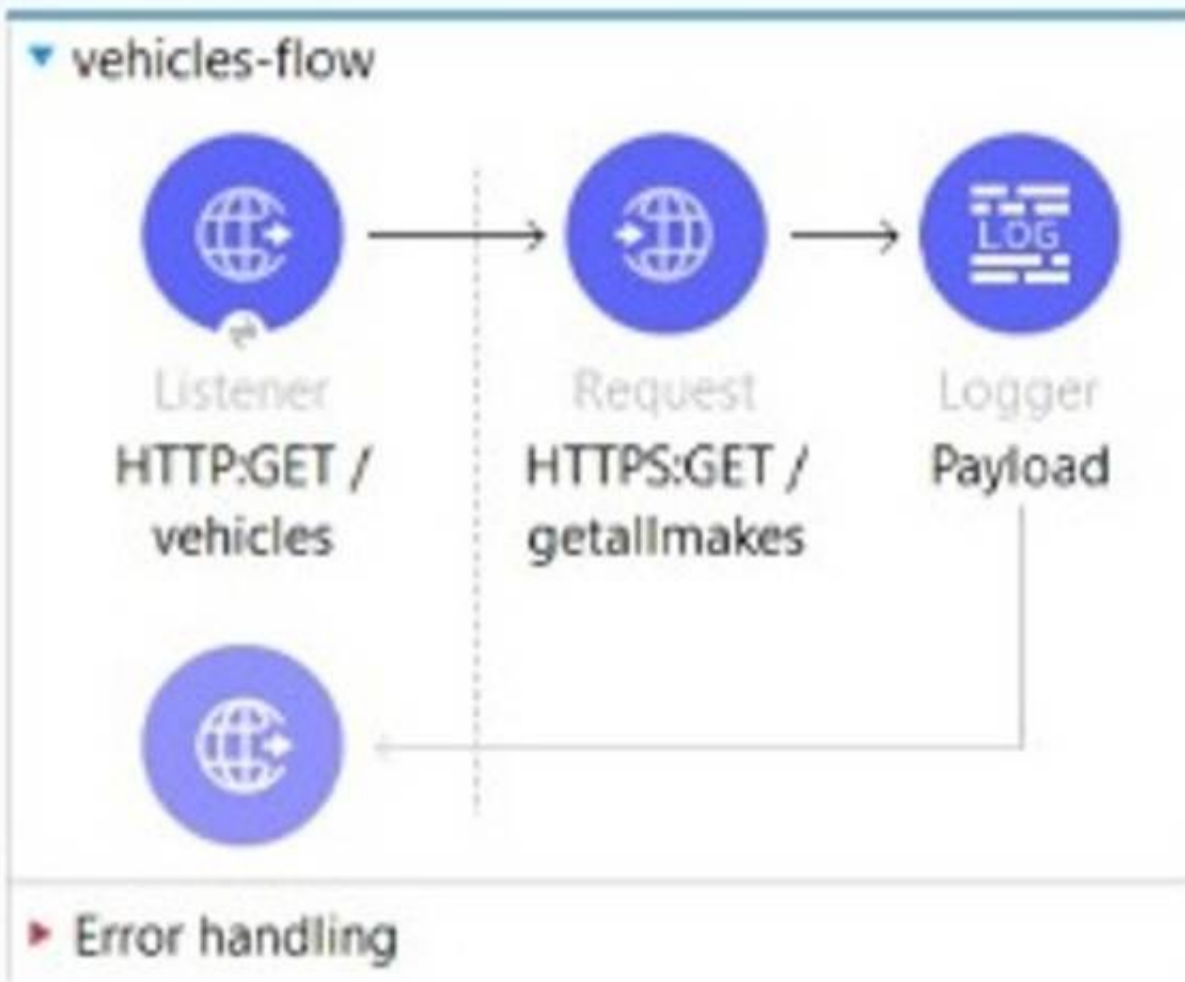 vehicles-flow
LOG
Listener
Request
Logger
HTTP:GET /
HTTPS:GET /
Payload
vehicles
getallmakes
Error handling